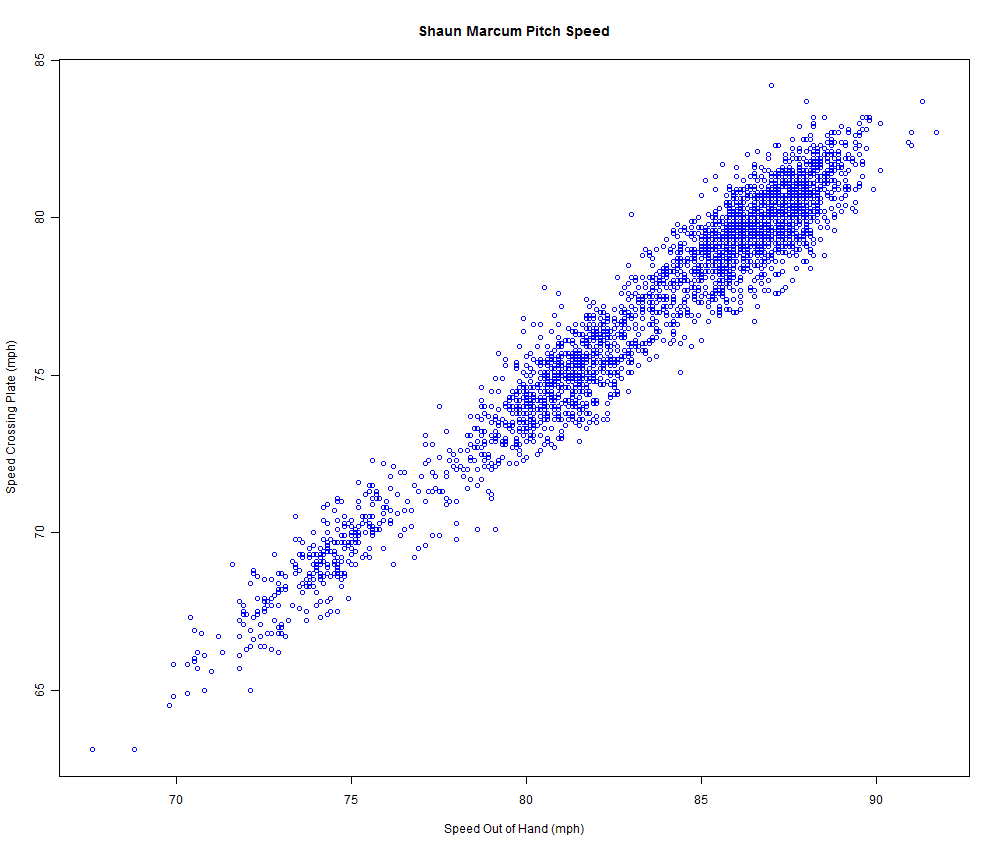 Shaun Marcum Pitch Speed
85
80
75
70
65
Speed Crossing Plate (mph)
70 75 80 85 90
Speed Out of Hand (mph)